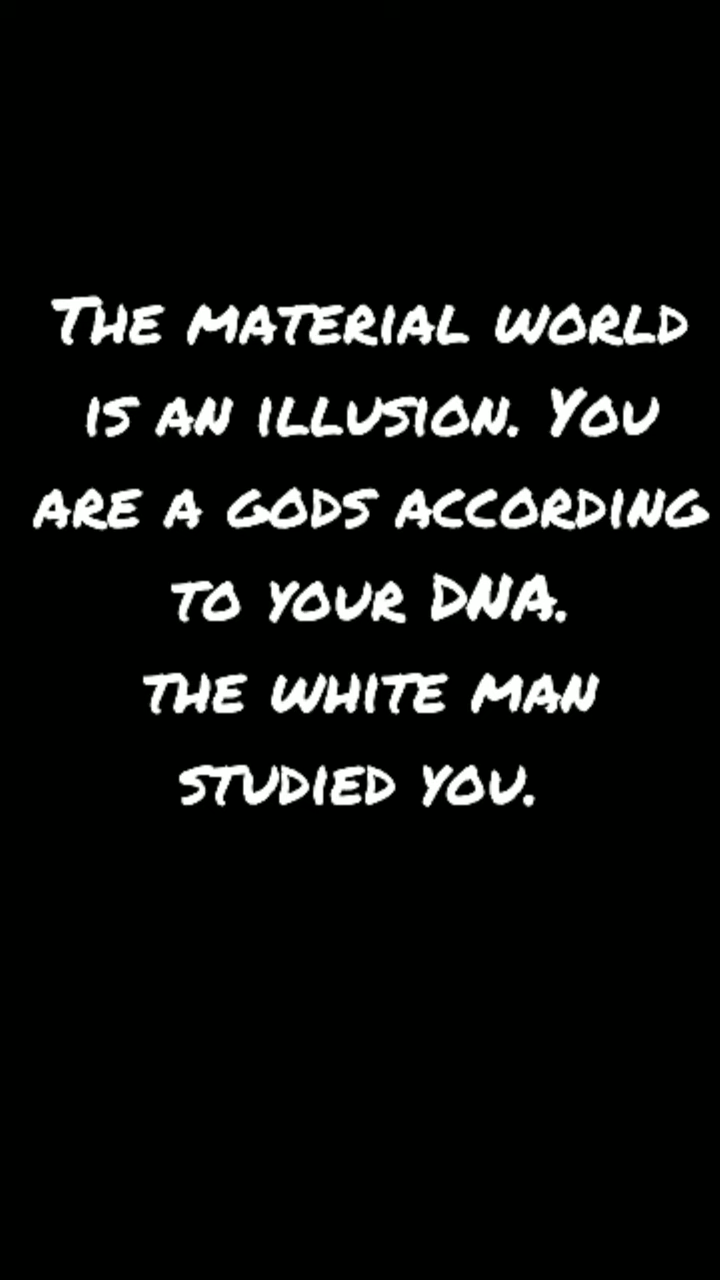 The material world
is an illusion. You
are a gods according
to your DNA.
the white man
studied you.